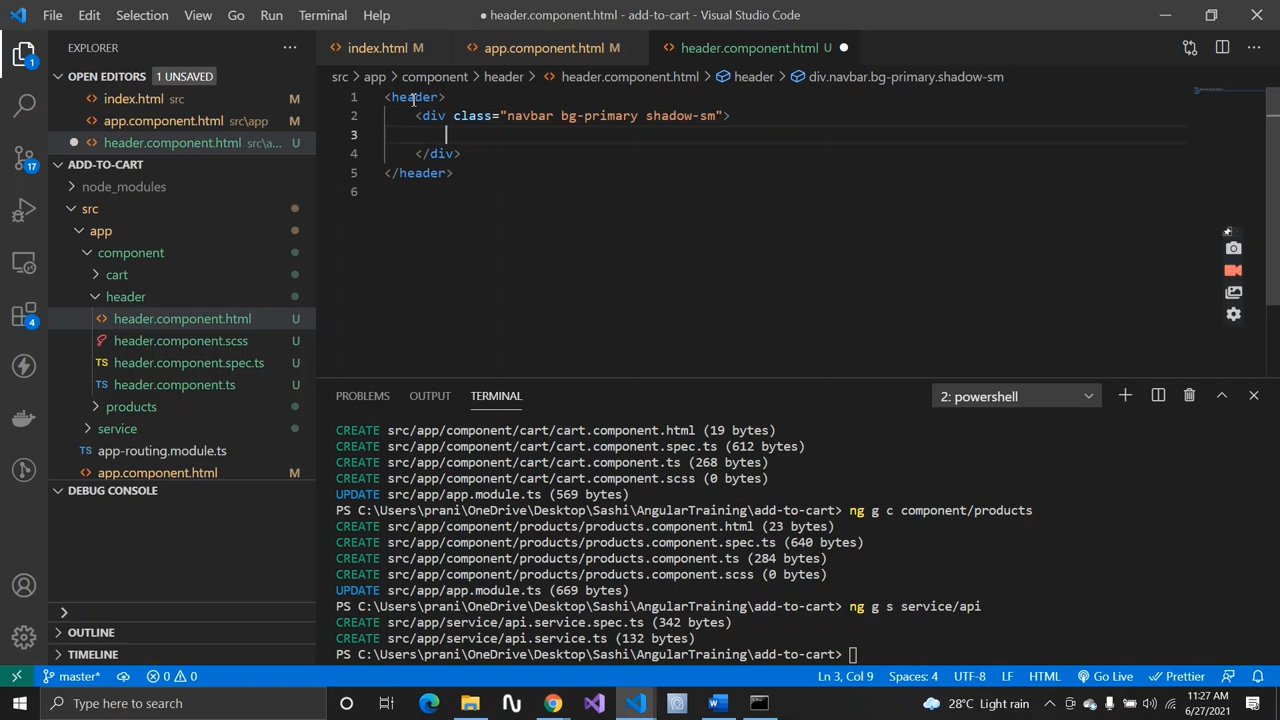 File Edit Selection View Go Run Terminal Help
● header.component.html - add-to-cart - Visual Studio Code
EXPLORER
OPEN EDITORS 1 UNSAVED
index.html src M
app.component.html src\app M
header.component.html src\a... U
ADD-TO-CART
node_modules
src
app
component
cart
header
header.component.html U
header.component.scss U
TS header.component.spec.ts U
TS header.component.ts U
products
service
TS app-routing.module.ts
app.component.html M
DEBUG CONSOLE
OUTLINE
TIMELINE
1
17
4
index.html M app.component.html M header.component.html U
src > app > component > header > header.component.html > header > div.navbar.bg-primary.shadow-sm
1 <header>
2 <div class="navbar bg-primary shadow-sm">
3
4 </div>
5 </header>
6
PROBLEMS OUTPUT TERMINAL 2: powershell
CREATE src/app/component/cart/cart.component.html (19 bytes)
CREATE src/app/component/cart/cart.component.spec.ts (612 bytes)
CREATE src/app/component/cart/cart.component.ts (268 bytes)
CREATE src/app/component/cart/cart.component.scss (0 bytes)
UPDATE src/app/app.module.ts (569 bytes)
PS C:\Users\prani\OneDrive\Desktop\Sashi\AngularTraining\add-to-cart> ng g c component/products
CREATE src/app/component/products/products.component.html (23 bytes)
CREATE src/app/component/products/products.component.spec.ts (640 bytes)
CREATE src/app/component/products/products.component.ts (284 bytes)
CREATE src/app/component/products/products.component.scss (0 bytes)
UPDATE src/app/app.module.ts (669 bytes)
PS C:\Users\prani\OneDrive\Desktop\Sashi\AngularTraining\add-to-cart> ng g s service/api
CREATE src/app/service/api.service.spec.ts (342 bytes)
CREATE src/app/service/api.service.ts (132 bytes)
PS C:\Users\prani\OneDrive\Desktop\Sashi\AngularTraining\add-to-cart>
master* 0 0 Ln 3, Col 9 Spaces: 4 UTF-8 LF HTML Go Live Prettier
Type here to search 28°C Light rain 11:27 AM
6/27/2021